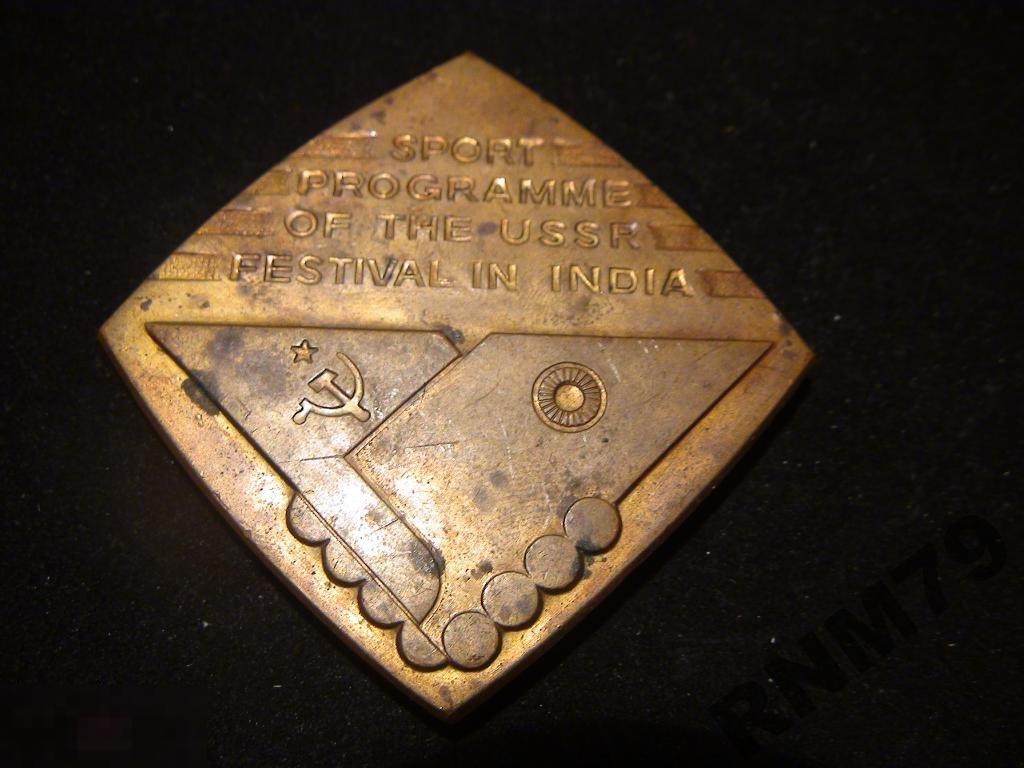 SPORT
PROGRAMME
OF THE USSR
FESTIVAL IN INDIA
RNM79